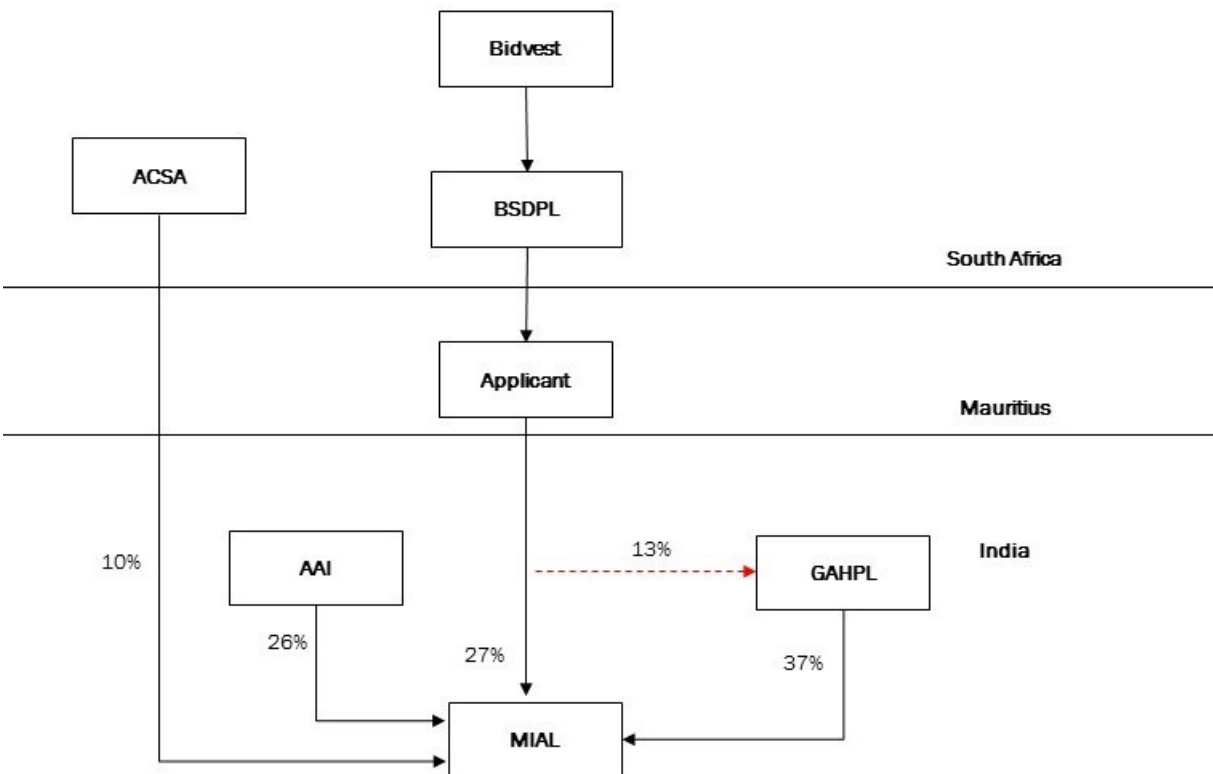 Bidvest
ACSA
BSDPL
South Africa
Applicant
Mauritius
10%
AAI
13%
GAHPL
India
26%
27%
37%
MIAL